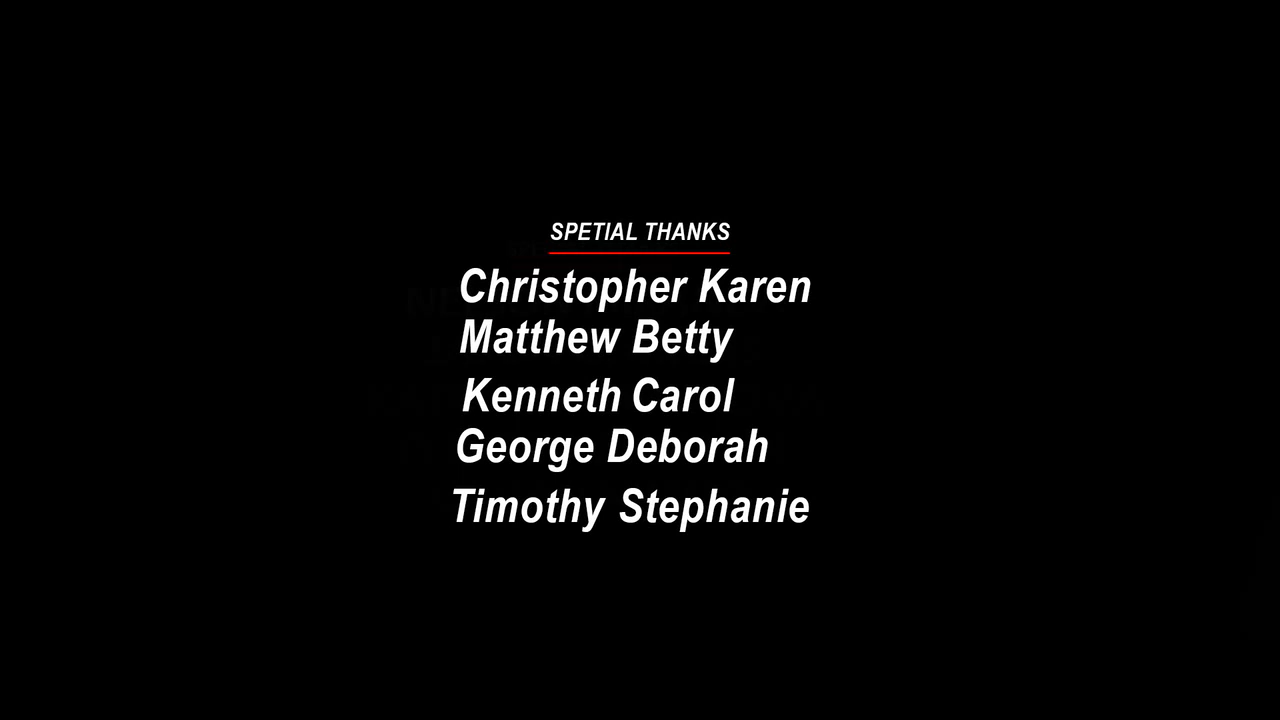 SPETIAL THANKS
Christopher Karen
Matthew Betty
Kenneth Carol
George Deborah
Timothy Stephanie